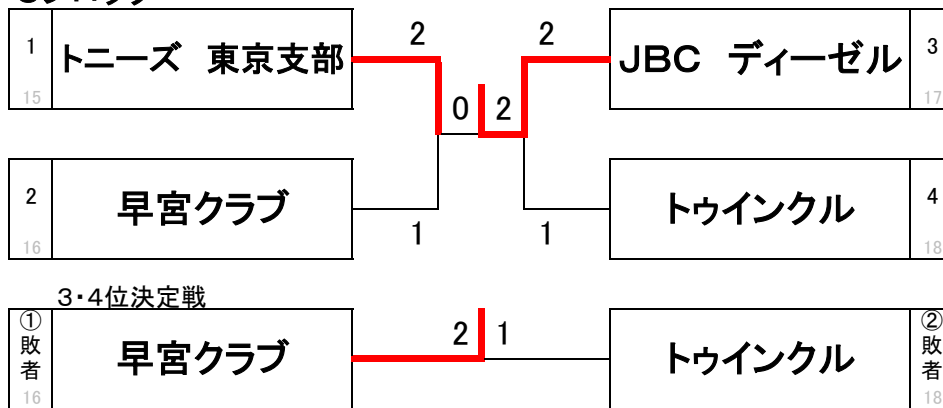 1 トニーズ 東京支部 2 2 JBC ディーゼル 3
15 17
0 2
2 早宮クラブ トゥインクル 4
16 1 1 18
3・4位決定戦
①敗者 早宮クラブ 2 1 トゥインクル ②敗者
16 18